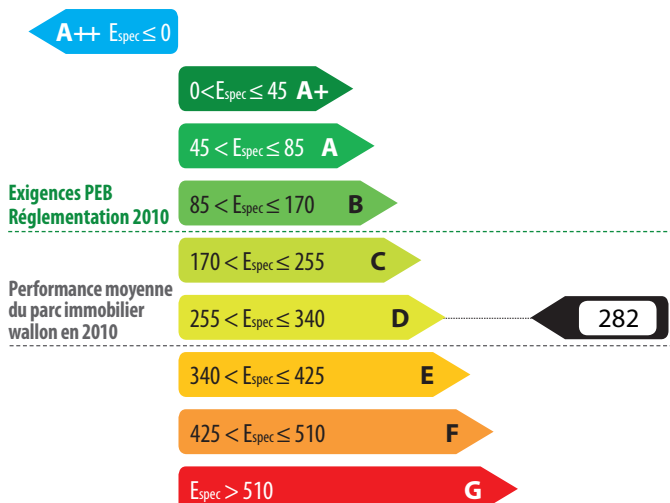 A++ Espec ≤ 0
0<Espec ≤ 45 A+
45 < Espec ≤ 85 A
Exigences PEB
Réglementation 2010
85 < Espec ≤ 170 B
170 < Espec ≤ 255 C
Performance moyenne
du parc immobilier
wallon en 2010
255 < Espec ≤ 340 D
282
340 < Espec ≤ 425 E
425 < Espec ≤ 510 F
Espec > 510 G